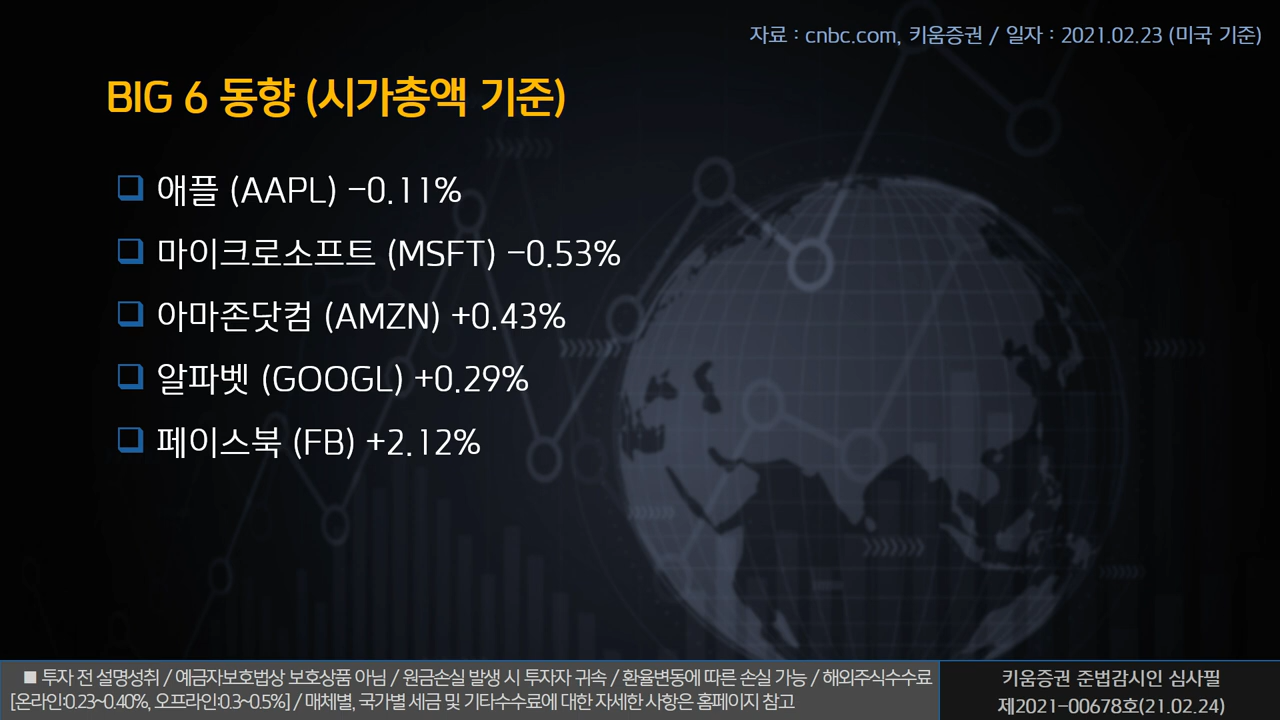 자료 : cnbc.com, 키움증권 / 일자 : 2021.02.23 (미국 기준)
BIG 6 동향 (시가총액 기준)
애플 (AAPL) -0.11%
마이크로소프트 (MSFT) -0.53%
아마존닷컴 (AMZN) +0.43%
알파벳 (GOOGL) +0.29%
페이스북 (FB) +2.12%
■ 투자 전 설명성취 / 예금자보호법상 보호상품 아님 / 원금손실 발생 시 투자자 귀속 / 환율변동에 따른 손실 가능 / 해외주식수수료
[온라인:0.23~0.40%, 오프라인:0.3~0.5%] / 매체별, 국가별 세금 및 기타수수료에 대한 자세한 사항은 홈페이지 참고
키움증권 준법감시인 심사필
제2021-00678호(21.02.24)